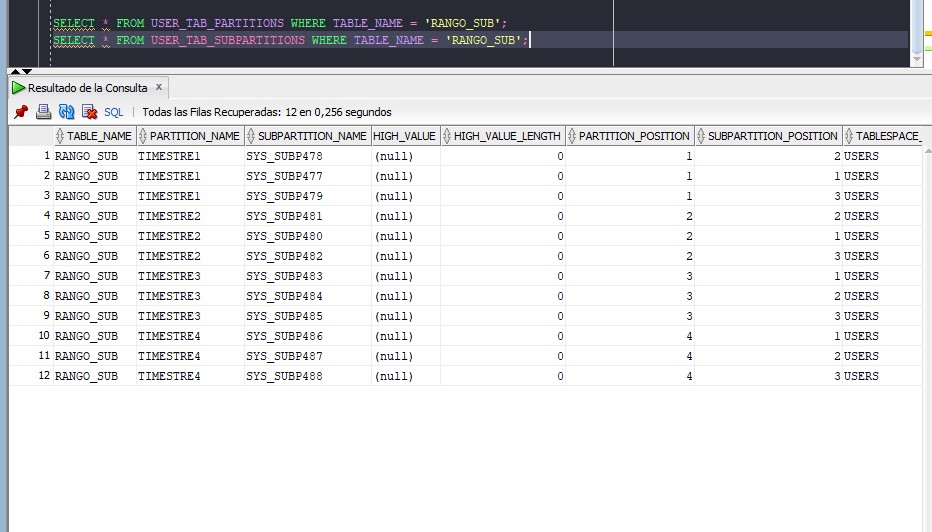 SELECT * FROM USER_TAB_PARTITIONS WHERE TABLE_NAME = 'RANGO_SUB';
SELECT * FROM USER_TAB_SUBPARTITIONS WHERE TABLE_NAME = 'RANGO_SUB';
Resultado de la Consulta x
SQL | Todas las Filas Recuperadas: 12 en 0,256 segundos
TABLE_NAME PARTITION_NAME SUBPARTITION_NAME HIGH_VALUE HIGH_VALUE_LENGTH PARTITION_POSITION SUBPARTITION_POSITION TABLESPACE_
1 RANGO_SUB TIMESTRE1 SYS_SUBP478 (null) 0 1 2 USERS
2 RANGO_SUB TIMESTRE1 SYS_SUBP477 (null) 0 1 1 USERS
3 RANGO_SUB TIMESTRE1 SYS_SUBP479 (null) 0 1 3 USERS
4 RANGO_SUB TIMESTRE2 SYS_SUBP481 (null) 0 2 2 USERS
5 RANGO_SUB TIMESTRE2 SYS_SUBP480 (null) 0 2 1 USERS
6 RANGO_SUB TIMESTRE2 SYS_SUBP482 (null) 0 2 3 USERS
7 RANGO_SUB TIMESTRE3 SYS_SUBP483 (null) 0 3 1 USERS
8 RANGO_SUB TIMESTRE3 SYS_SUBP484 (null) 0 3 2 USERS
9 RANGO_SUB TIMESTRE3 SYS_SUBP485 (null) 0 3 3 USERS
10 RANGO_SUB TIMESTRE4 SYS_SUBP486 (null) 0 4 1 USERS
11 RANGO_SUB TIMESTRE4 SYS_SUBP487 (null) 0 4 2 USERS
12 RANGO_SUB TIMESTRE4 SYS_SUBP488 (null) 0 4 3 USERS